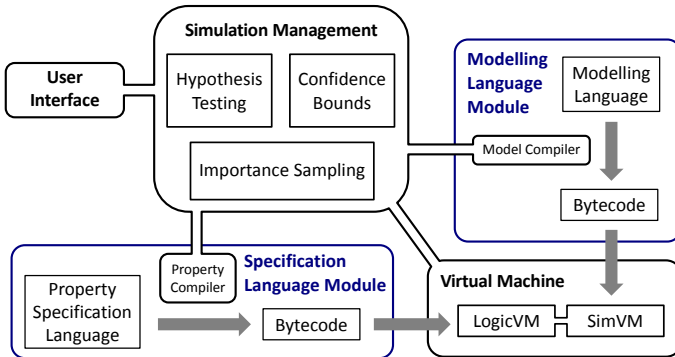 Simulation Management
User
Interface
Hypothesis
Testing
Confidence
Bounds
Importance Sampling
Modelling
Language
Module
Modelling
Language
Model Compiler
Bytecode
Property
Compiler
Specification
Language Module
Property
Specification
Language
Bytecode
Virtual Machine
LogicVM
SimVM